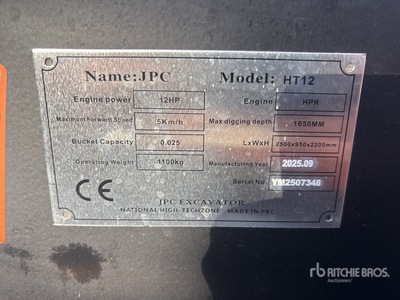 Name:JPC Model: HT12
Engine power 12HP Engine HPR
Maximum Forward Speed 5Km/h Max digging depth 1650MM
Bucket Capacity 0.025 LxWxH 2500x950x2200mm
Operating Weight 1100kg Manufacturing Year 2025.09
Serial No. YM2507348
CE
JPC EXCAVATOR
NATIONAL HIGH-TECHZONE, MADE IN PRC
rb RITCHIE BROS.
Auctioneers